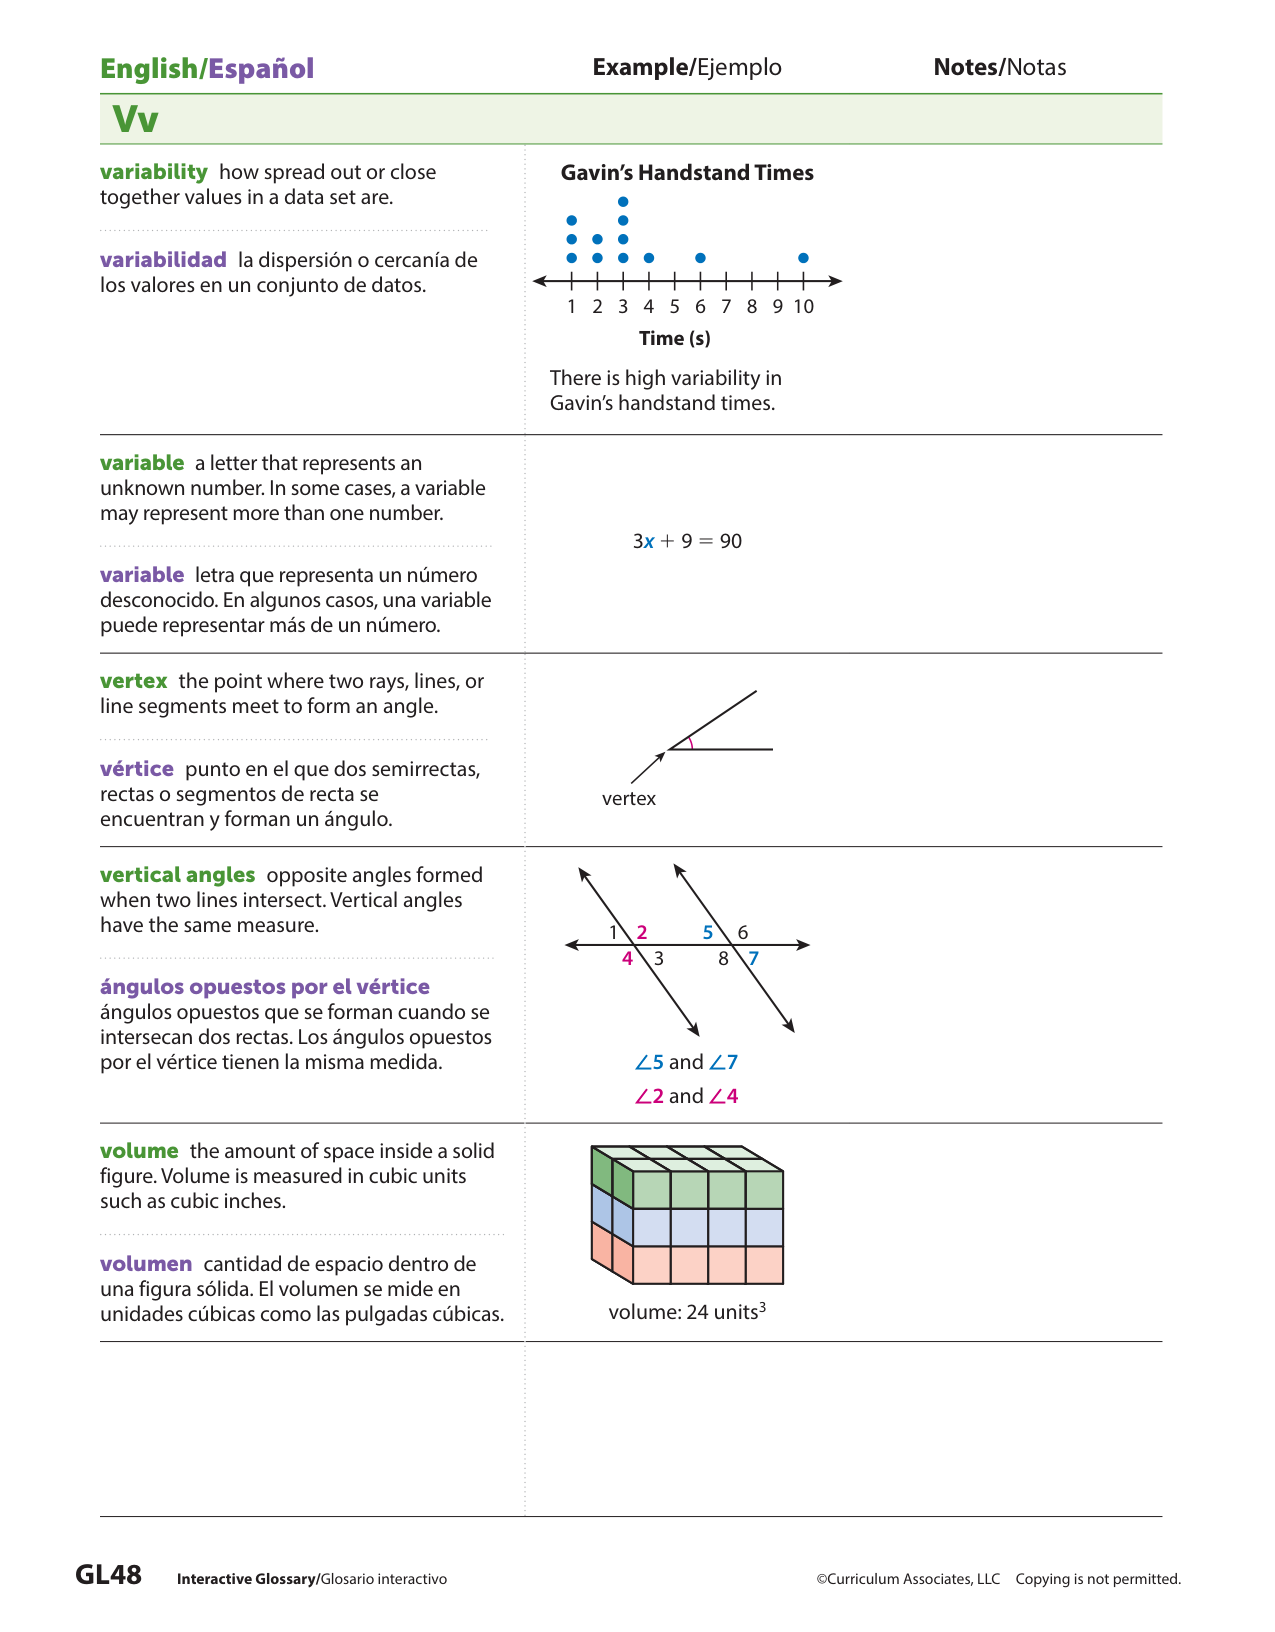 English/Español
Example/Ejemplo
Notes/Notas
Vv
variability how spread out or close
together values in a data set are.
variabilidad la dispersión o cercanía de
los valores en un conjunto de datos.
Gavin’s Handstand Times
1 2 3 4 5 6 7 8 9 10
Time (s)
There is high variability in
Gavin’s handstand times.
variable a letter that represents an
unknown number. In some cases, a variable
may represent more than one number.
variable letra que representa un número
desconocido. En algunos casos, una variable
puede representar más de un número.
3x + 9 = 90
vertex the point where two rays, lines, or
line segments meet to form an angle.
vértice punto en el que dos semirrectas,
rectas o segmentos de recta se
encuentran y forman un ángulo.
vertex
vertical angles opposite angles formed
when two lines intersect. Vertical angles
have the same measure.
ángulos opuestos por el vértice
ángulos opuestos que se forman cuando se
intersecan dos rectas. Los ángulos opuestos
por el vértice tienen la misma medida.
1 2 5 6
4 3 8 7
∠5 and ∠7
∠2 and ∠4
volume the amount of space inside a solid
figure. Volume is measured in cubic units
such as cubic inches.
volumen cantidad de espacio dentro de
una figura sólida. El volumen se mide en
unidades cúbicas como las pulgadas cúbicas.
volume: 24 units³
GL48 Interactive Glossary/Glosario interactivo
©Curriculum Associates, LLC Copying is not permitted.